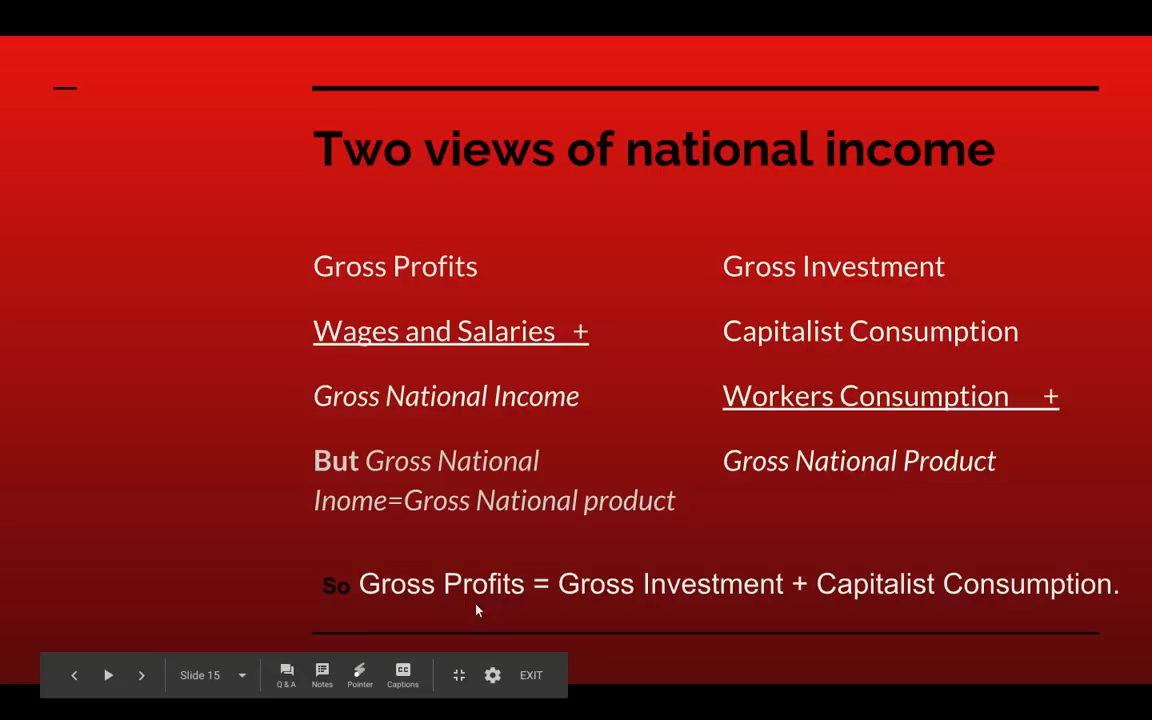 Two views of national income
Gross Profits
Wages and Salaries +
Gross National Income
But Gross National
Inome=Gross National product
Gross Investment
Capitalist Consumption
Workers Consumption +
Gross National Product
So Gross Profits = Gross Investment + Capitalist Consumption.
Slide 15
Q & A
Notes
Pointer
CC
Captions
EXIT